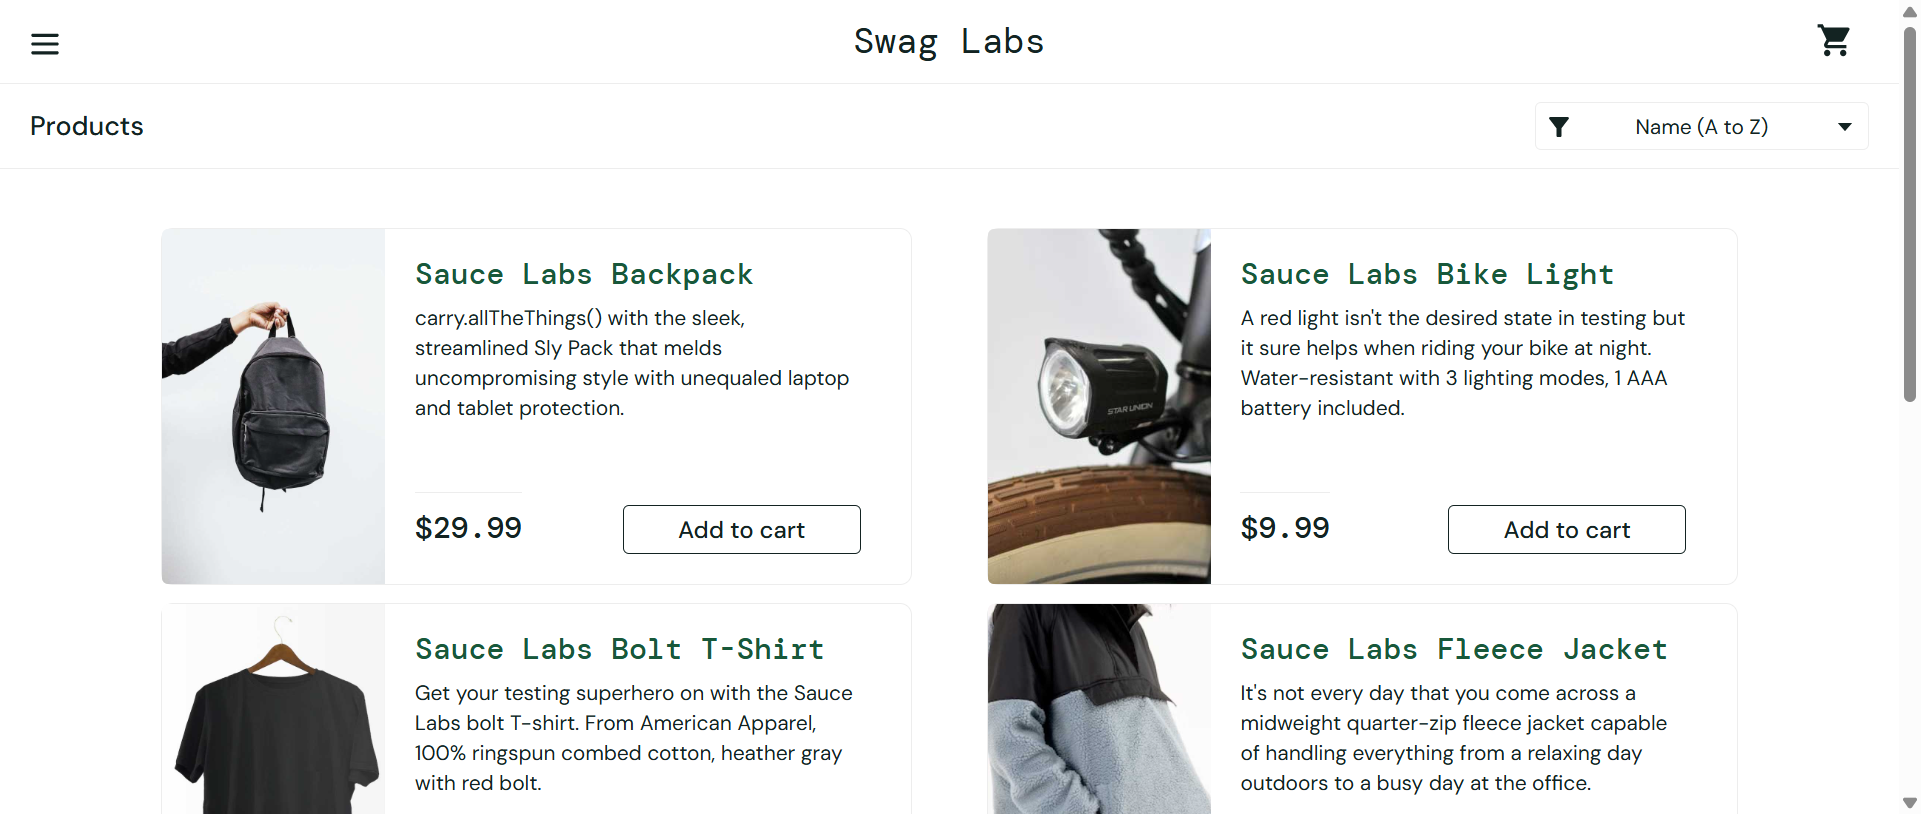 Swag Labs
Products
Name (A to Z)
Sauce Labs Backpack
carry.allTheThings() with the sleek,
streamlined Sly Pack that melds
uncompromising style with unequaled laptop
and tablet protection.
$29.99
Add to cart
Sauce Labs Bike Light
A red light isn't the desired state in testing but
it sure helps when riding your bike at night.
Water-resistant with 3 lighting modes, 1 AAA
battery included.
STAR UNION
$9.99
Add to cart
Sauce Labs Bolt T-Shirt
Get your testing superhero on with the Sauce
Labs bolt T-shirt. From American Apparel,
100% ringspun combed cotton, heather gray
with red bolt.
Sauce Labs Fleece Jacket
It's not every day that you come across a
midweight quarter-zip fleece jacket capable
of handling everything from a relaxing day
outdoors to a busy day at the office.